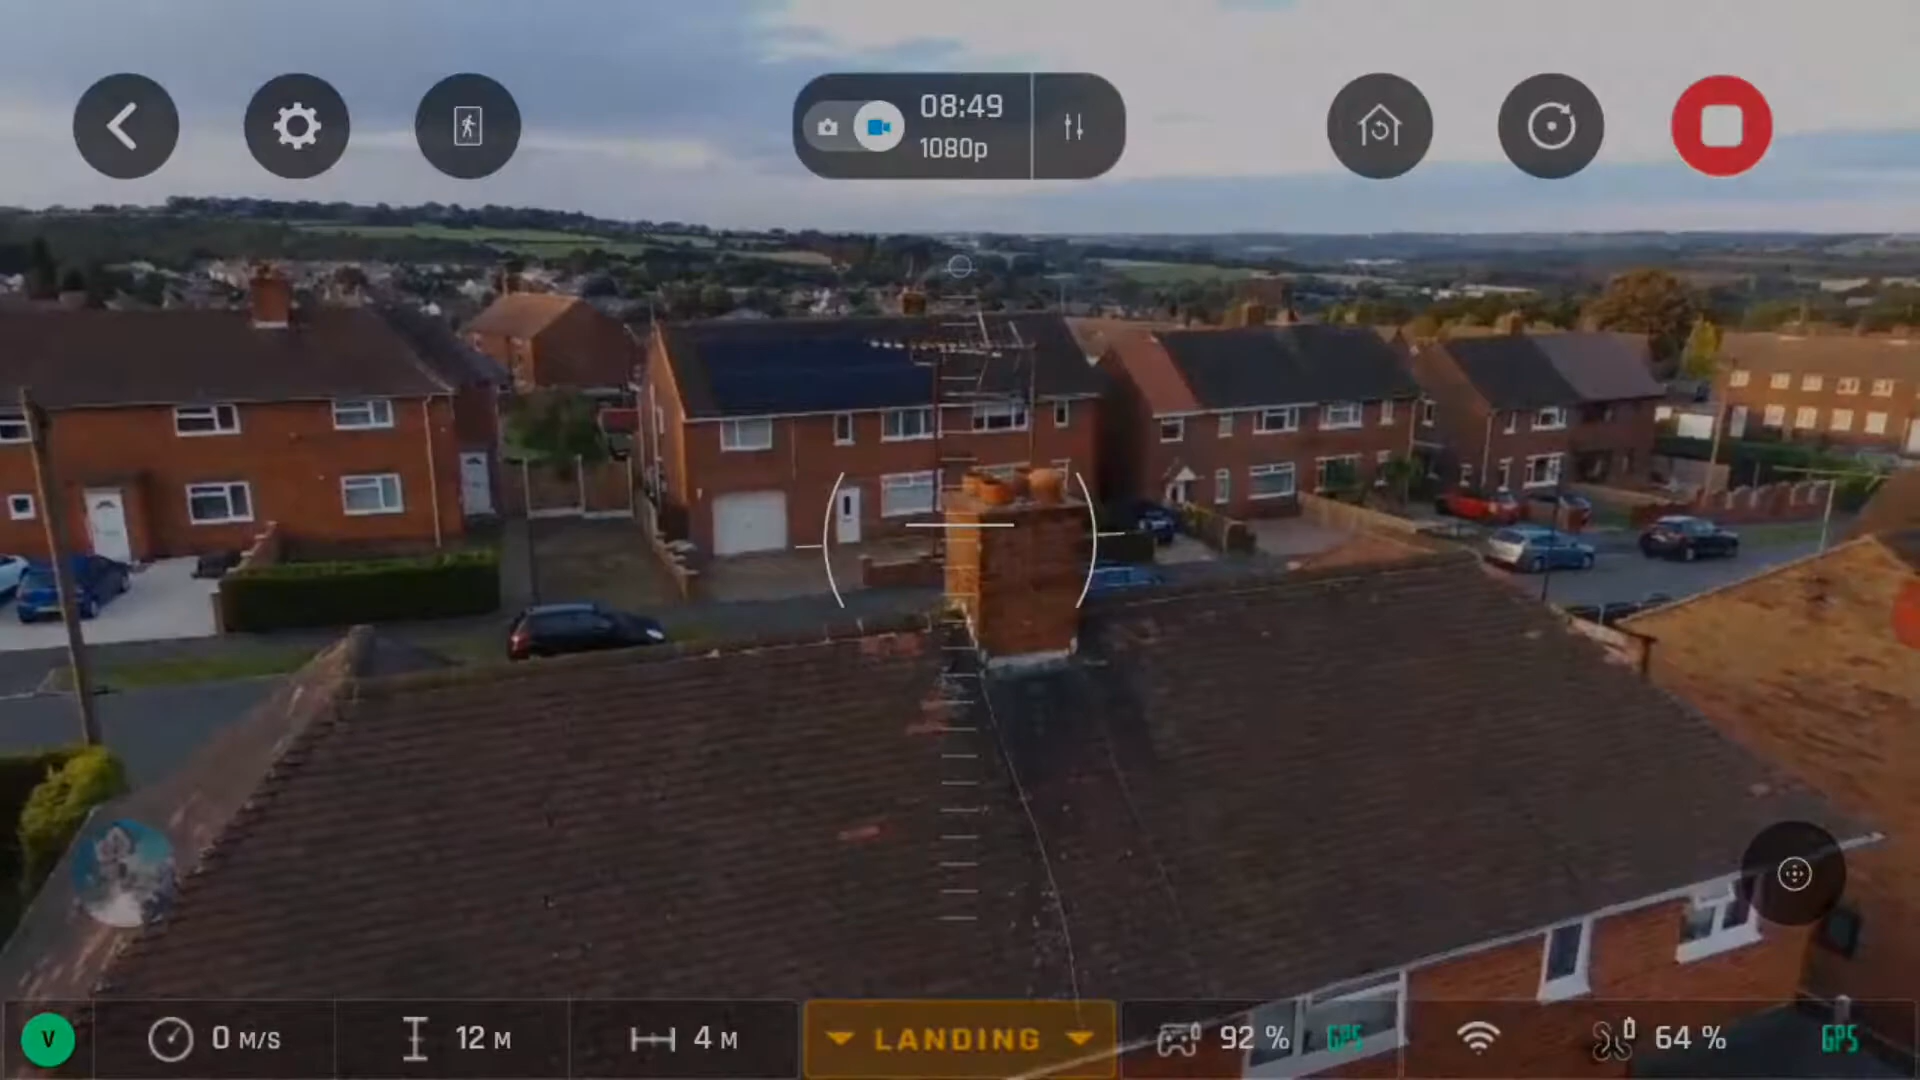 08:49
1080p
V
0 M/S
12 M
4 M
LANDING
92 %
GPS
64 %
GPS